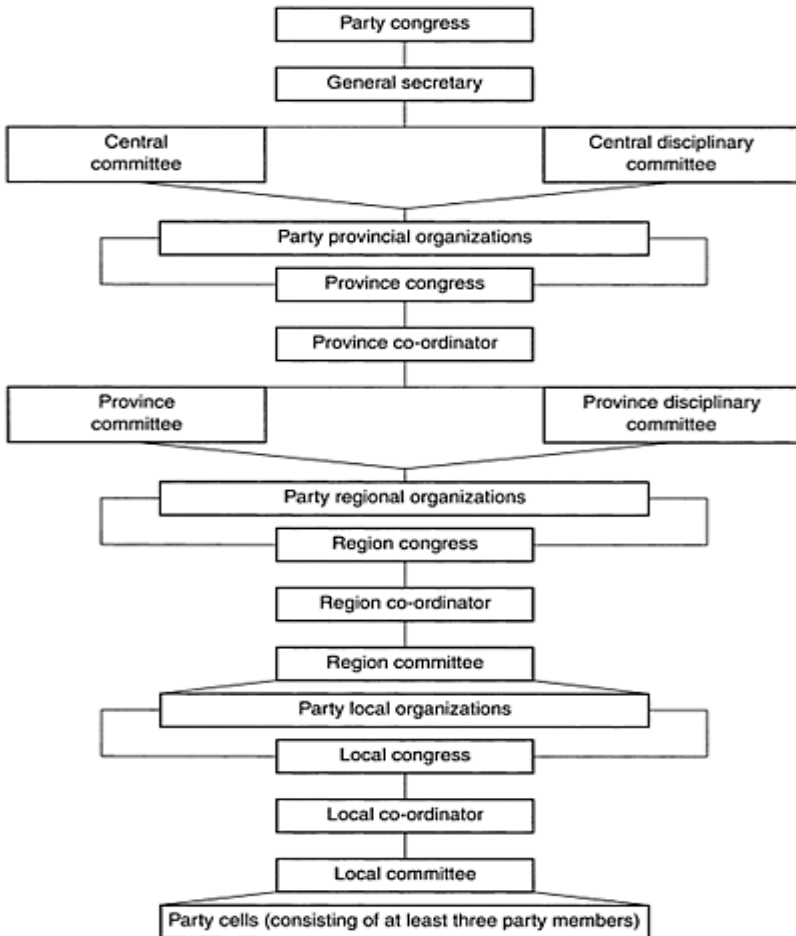 Party congress
General secretary
Central
committee
Central disciplinary
committee
Party provincial organizations
Province congress
Province co-ordinator
Province
committee
Province disciplinary
committee
Party regional organizations
Region congress
Region co-ordinator
Region committee
Party local organizations
Local congress
Local co-ordinator
Local committee
Party cells (consisting of at least three party members)